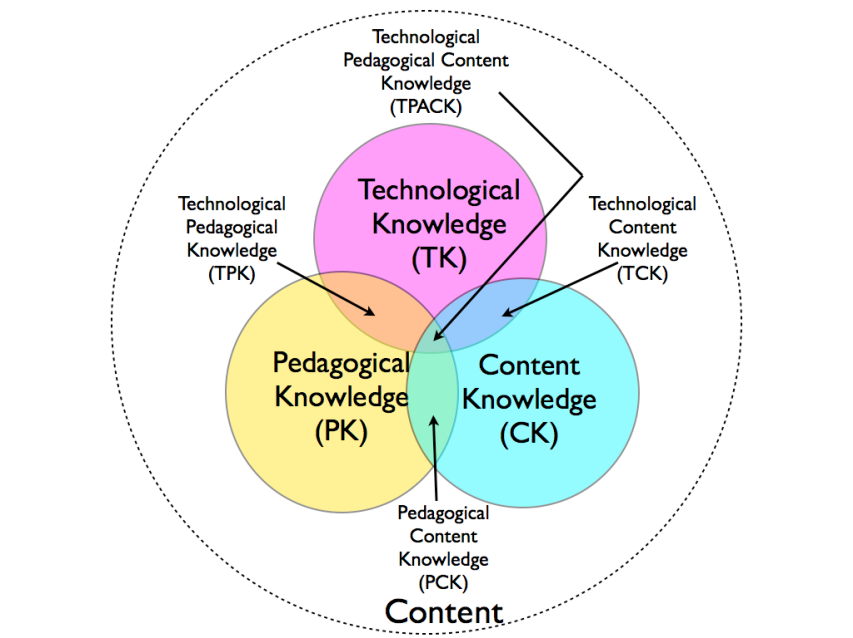 Technological
Pedagogical Content
Knowledge
(TPACK)
Technological
Knowledge
(TK)
Technological
Pedagogical
Knowledge
(TPK)
Technological
Content
Knowledge
(TCK)
Pedagogical
Knowledge
(PK)
Content
Knowledge
(CK)
Pedagogical
Content
Knowledge
(PCK)
Content